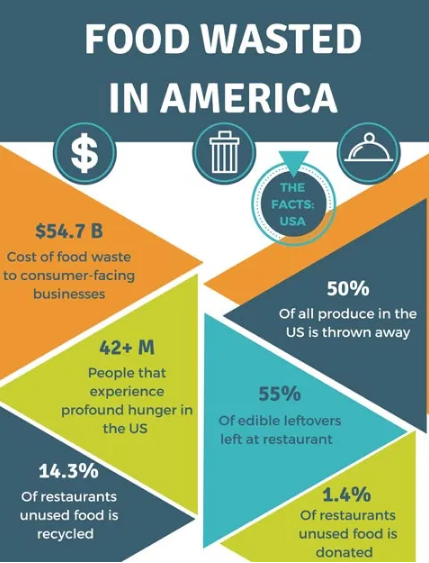 FOOD WASTED
IN AMERICA
THE
FACTS:
USA
$54.7 B
Cost of food waste
to consumer-facing
businesses
50%
Of all produce in the
US is thrown away
42+ M
People that
experience
profound hunger in
the US
55%
Of edible leftovers
left at restaurant
14.3%
Of restaurants
unused food is
recycled
1.4%
Of restaurants
unused food is
donated